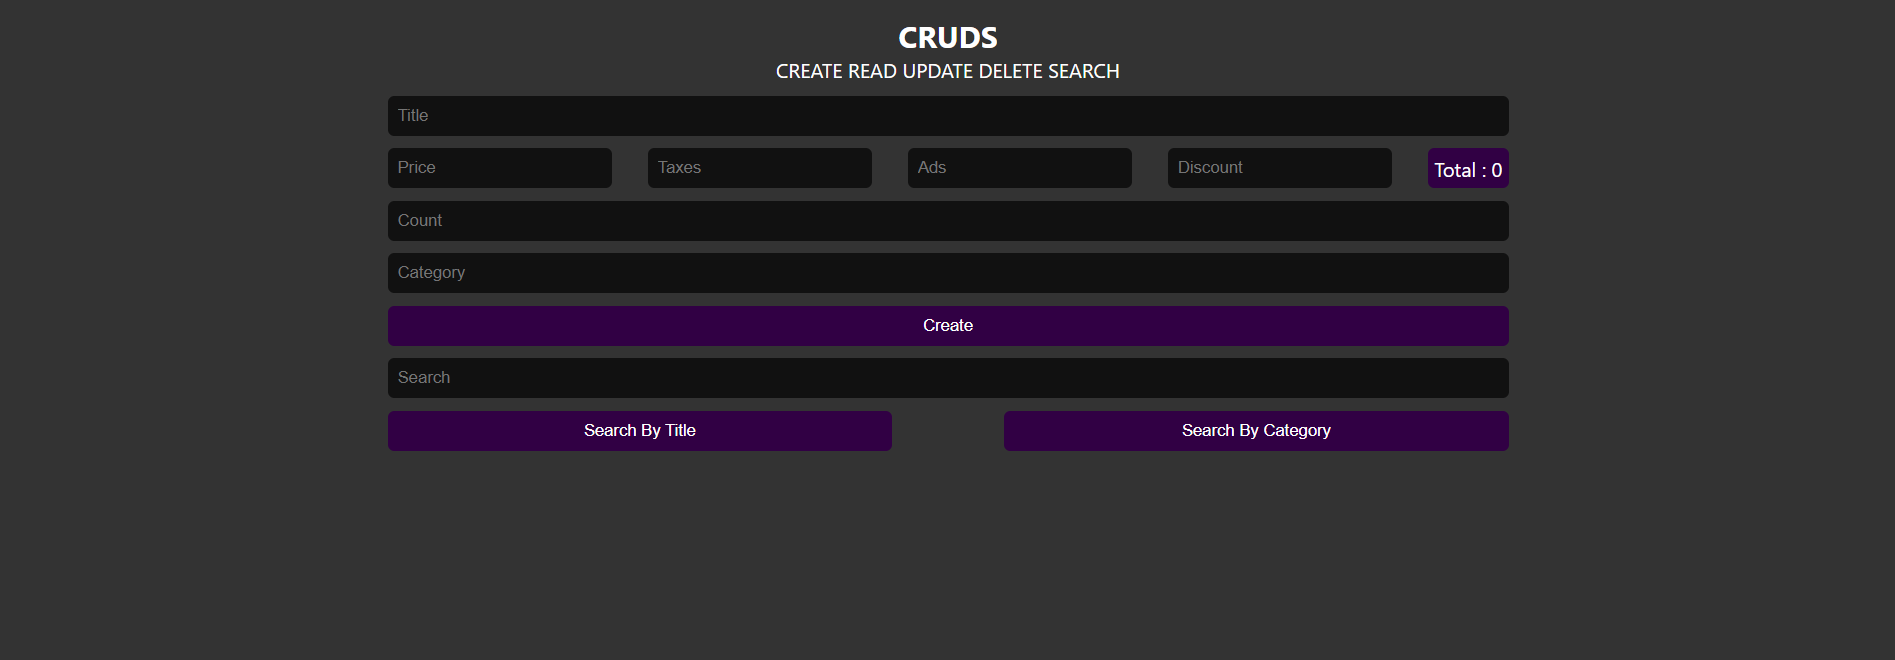 CRUDS
CREATE READ UPDATE DELETE SEARCH
Title
Price Taxes Ads Discount Total : 0
Count
Category
Create
Search
Search By Title Search By Category